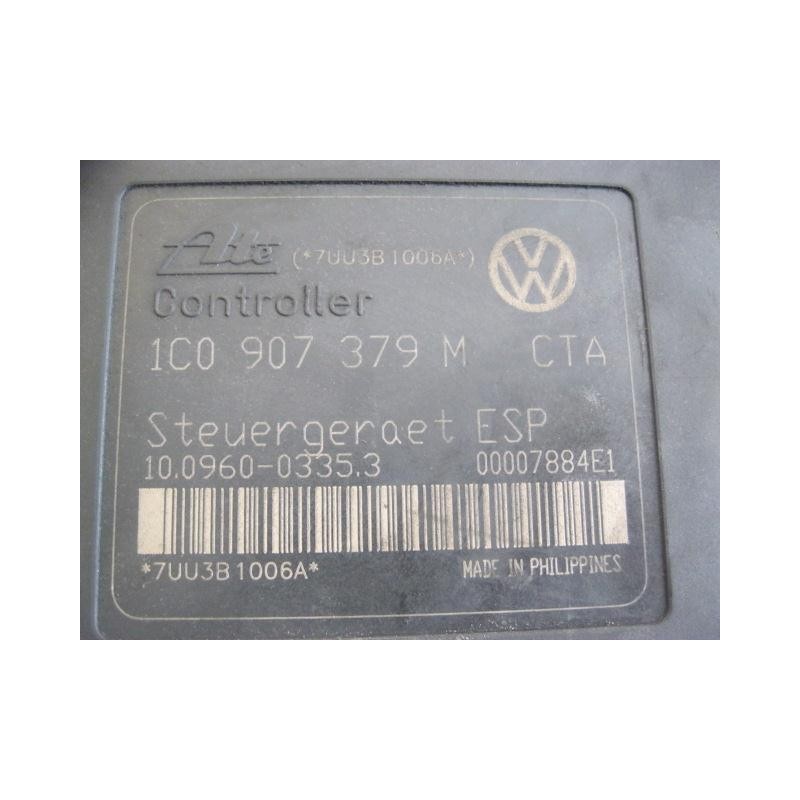 Ate (*7UU3B1006A*)
Controller
1C0 907 379 M CTA
Steuergeraet ESP
10.0960-0335.3 00007884E1
*7UU3B1006A* MADE IN PHILIPPINES